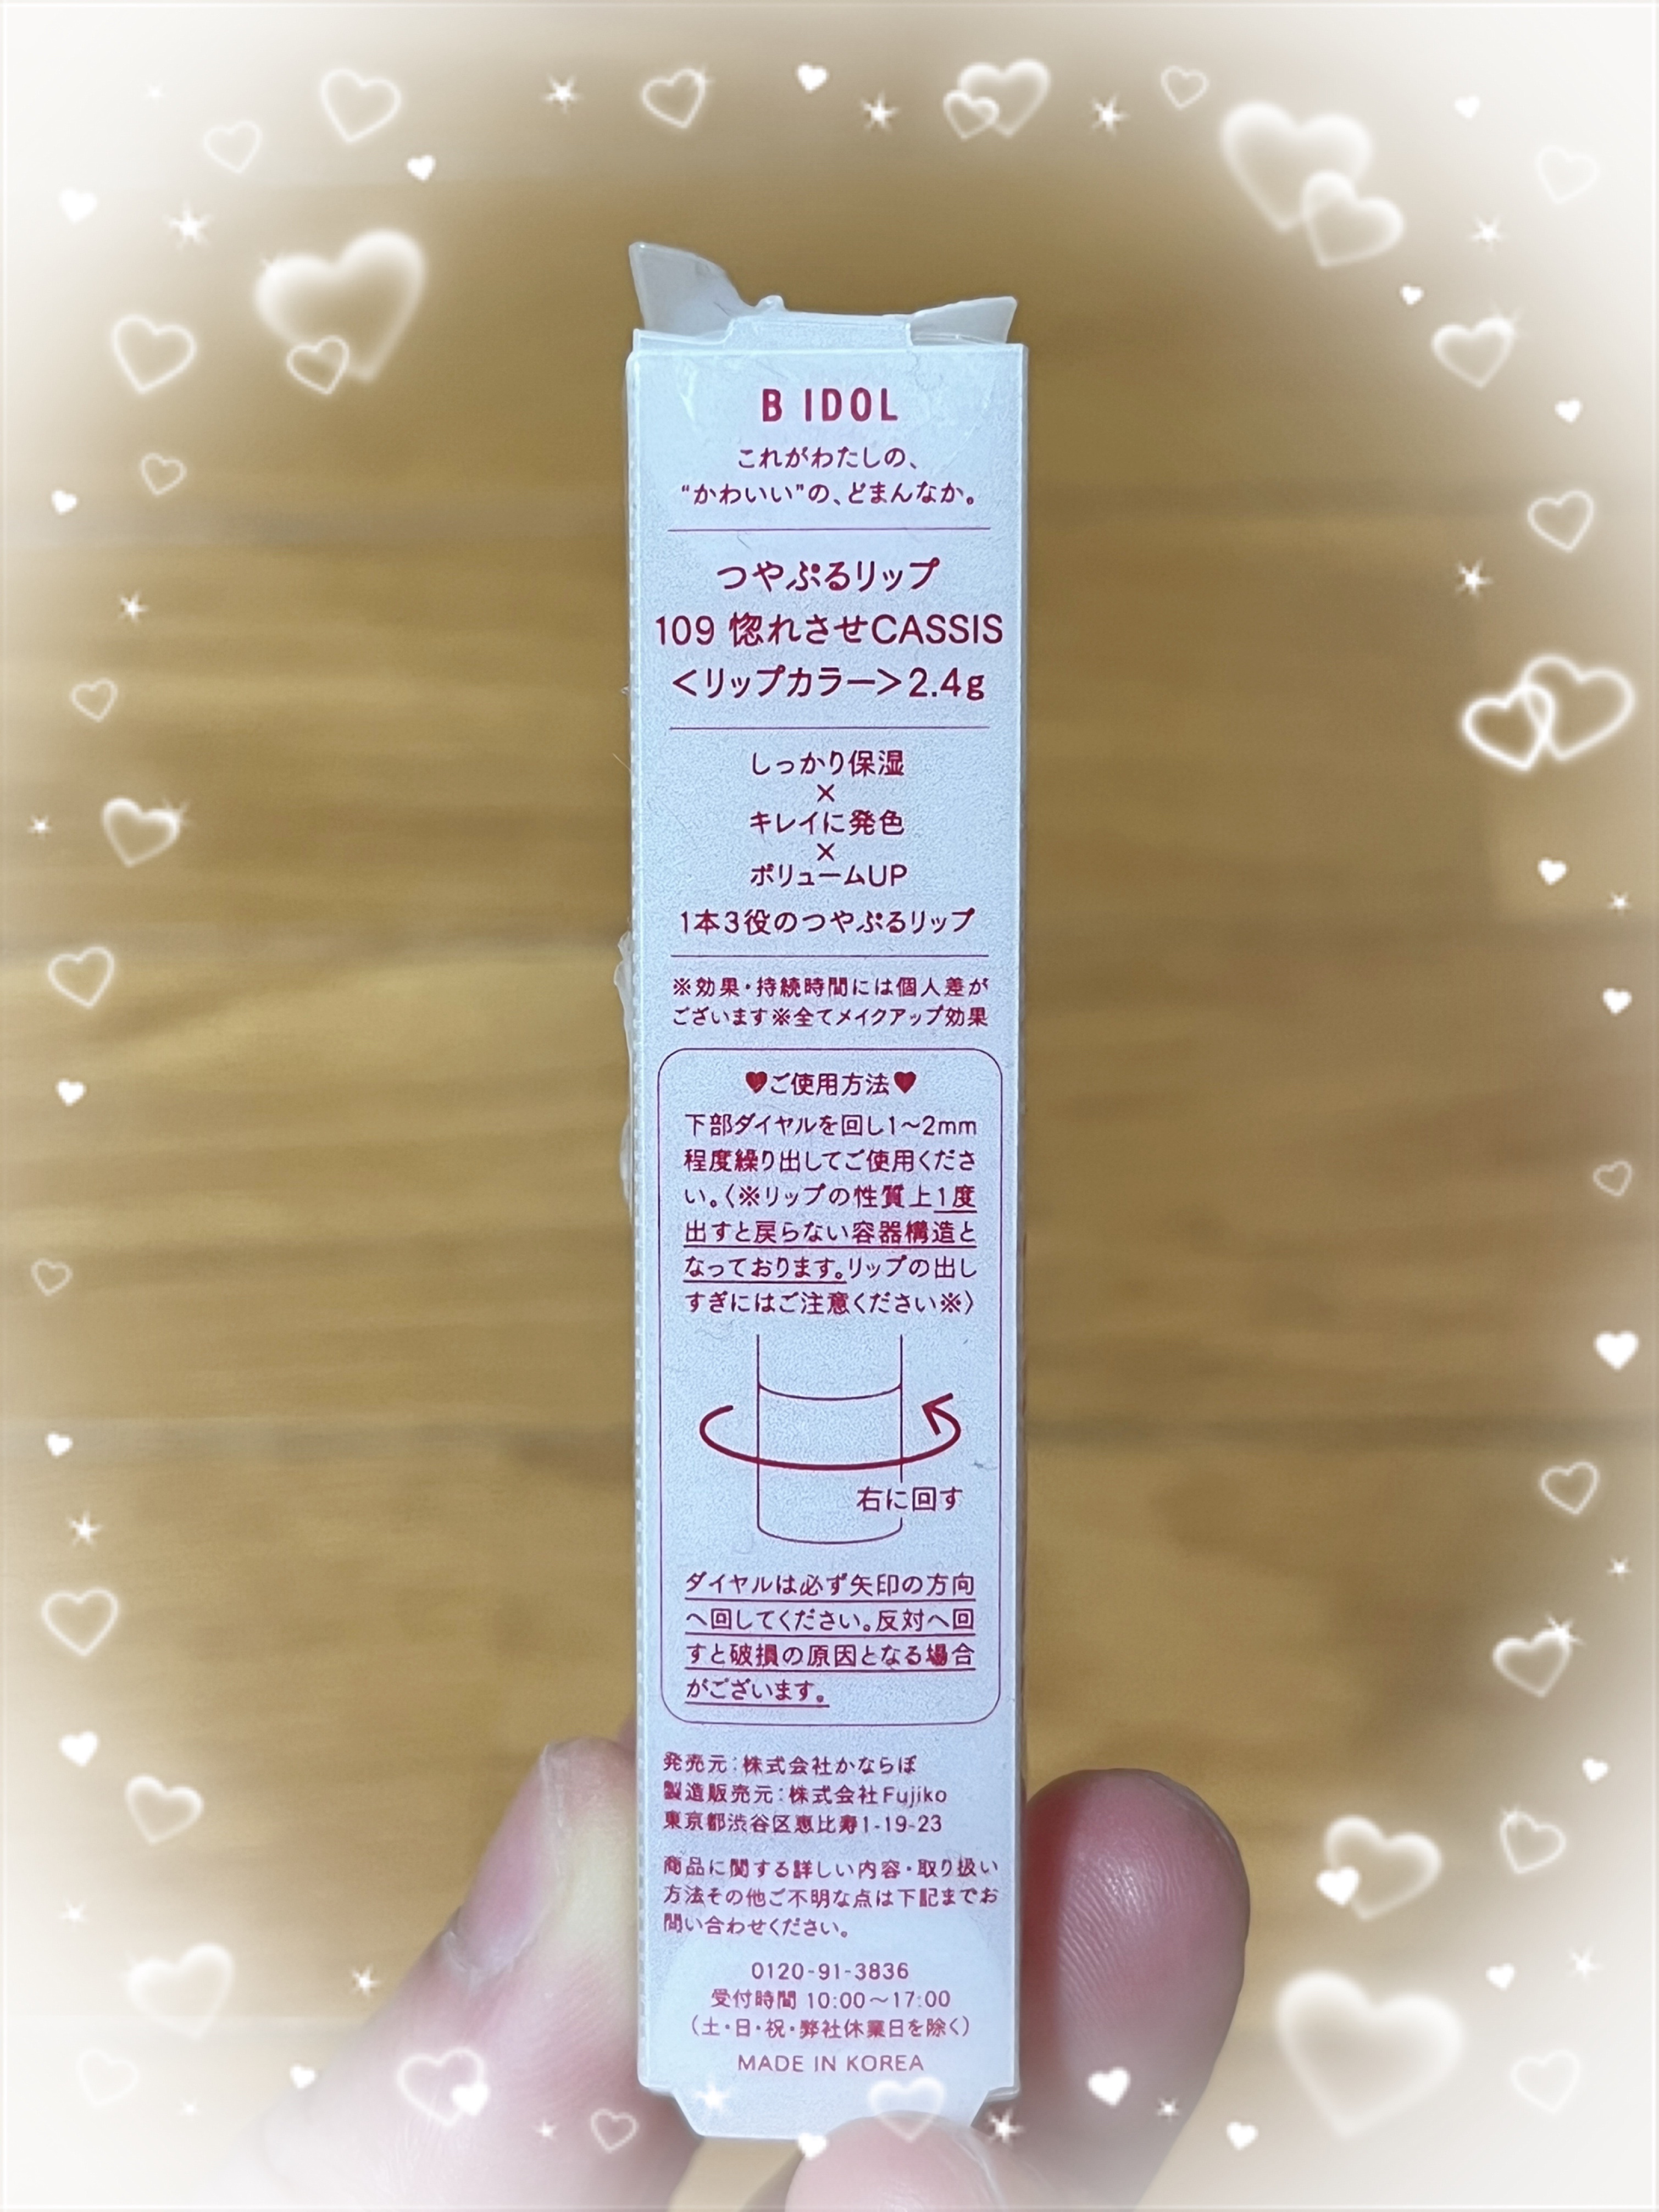 B IDOL
これがわたしの、
“かわいい”の、どまんなか。
つやぷるリップ
109 惚れさせCASSIS
＜リップカラー＞2.4g
しっかり保湿
×
キレイに発色
×
ボリュームUP
1本3役のつやぷるリップ
※効果・持続時間には個人差が
ございます※全てメイクアップ効果
♥ご使用方法♥
下部ダイヤルを回し1～2mm
程度繰り出してご使用くださ
い。〈※リップの性質上1度
出すと戻らない容器構造と
なっております。リップの出し
すぎにはご注意ください※〉
右に回す
ダイヤルは必ず矢印の方向
へ回してください。反対へ回
すと破損の原因となる場合
がございます。
発売元：株式会社かならぼ
製造販売元：株式会社Fujiko
東京都渋谷区恵比寿1-19-23
商品に関する詳しい内容・取り扱い
方法その他ご不明な点は下記までお
問い合わせください。
0120-91-3836
受付時間 10:00～17:00
（土・日・祝・弊社休業日を除く）
MADE IN KOREA